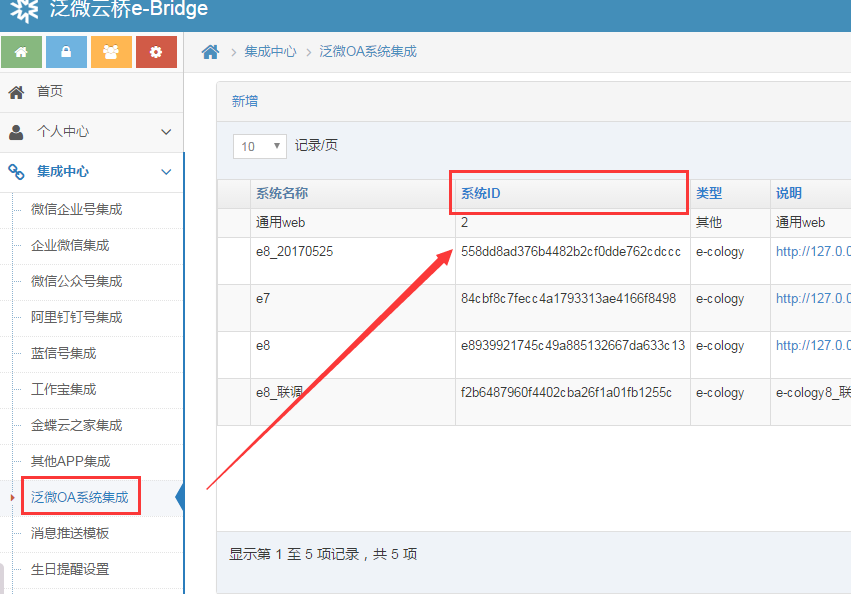 泛微云桥e-Bridge
集成中心 > 泛微OA系统集成
首页
个人中心
集成中心
微信企业号集成
企业微信集成
微信公众号集成
阿里钉钉号集成
蓝信号集成
工作宝集成
金蝶云之家集成
其他APP集成
泛微OA系统集成
消息推送模板
生日提醒设置
新增
10 记录/页
系统名称 系统ID 类型 说明
通用web 2 其他 通用web
e8_20170525 558dd8ad376b4482b2cf0dde762cdccc e-cology http://127.0.0
e7 84cbf8c7fecc4a1793313ae4166f8498 e-cology http://127.0.0
e8 e8939921745c49a885132667da633c13 e-cology http://127.0.0
e8_联调 f2b6487960f4402cba26f1a01fb1255c e-cology e-cology8_联
显示第 1 至 5 项记录，共 5 项